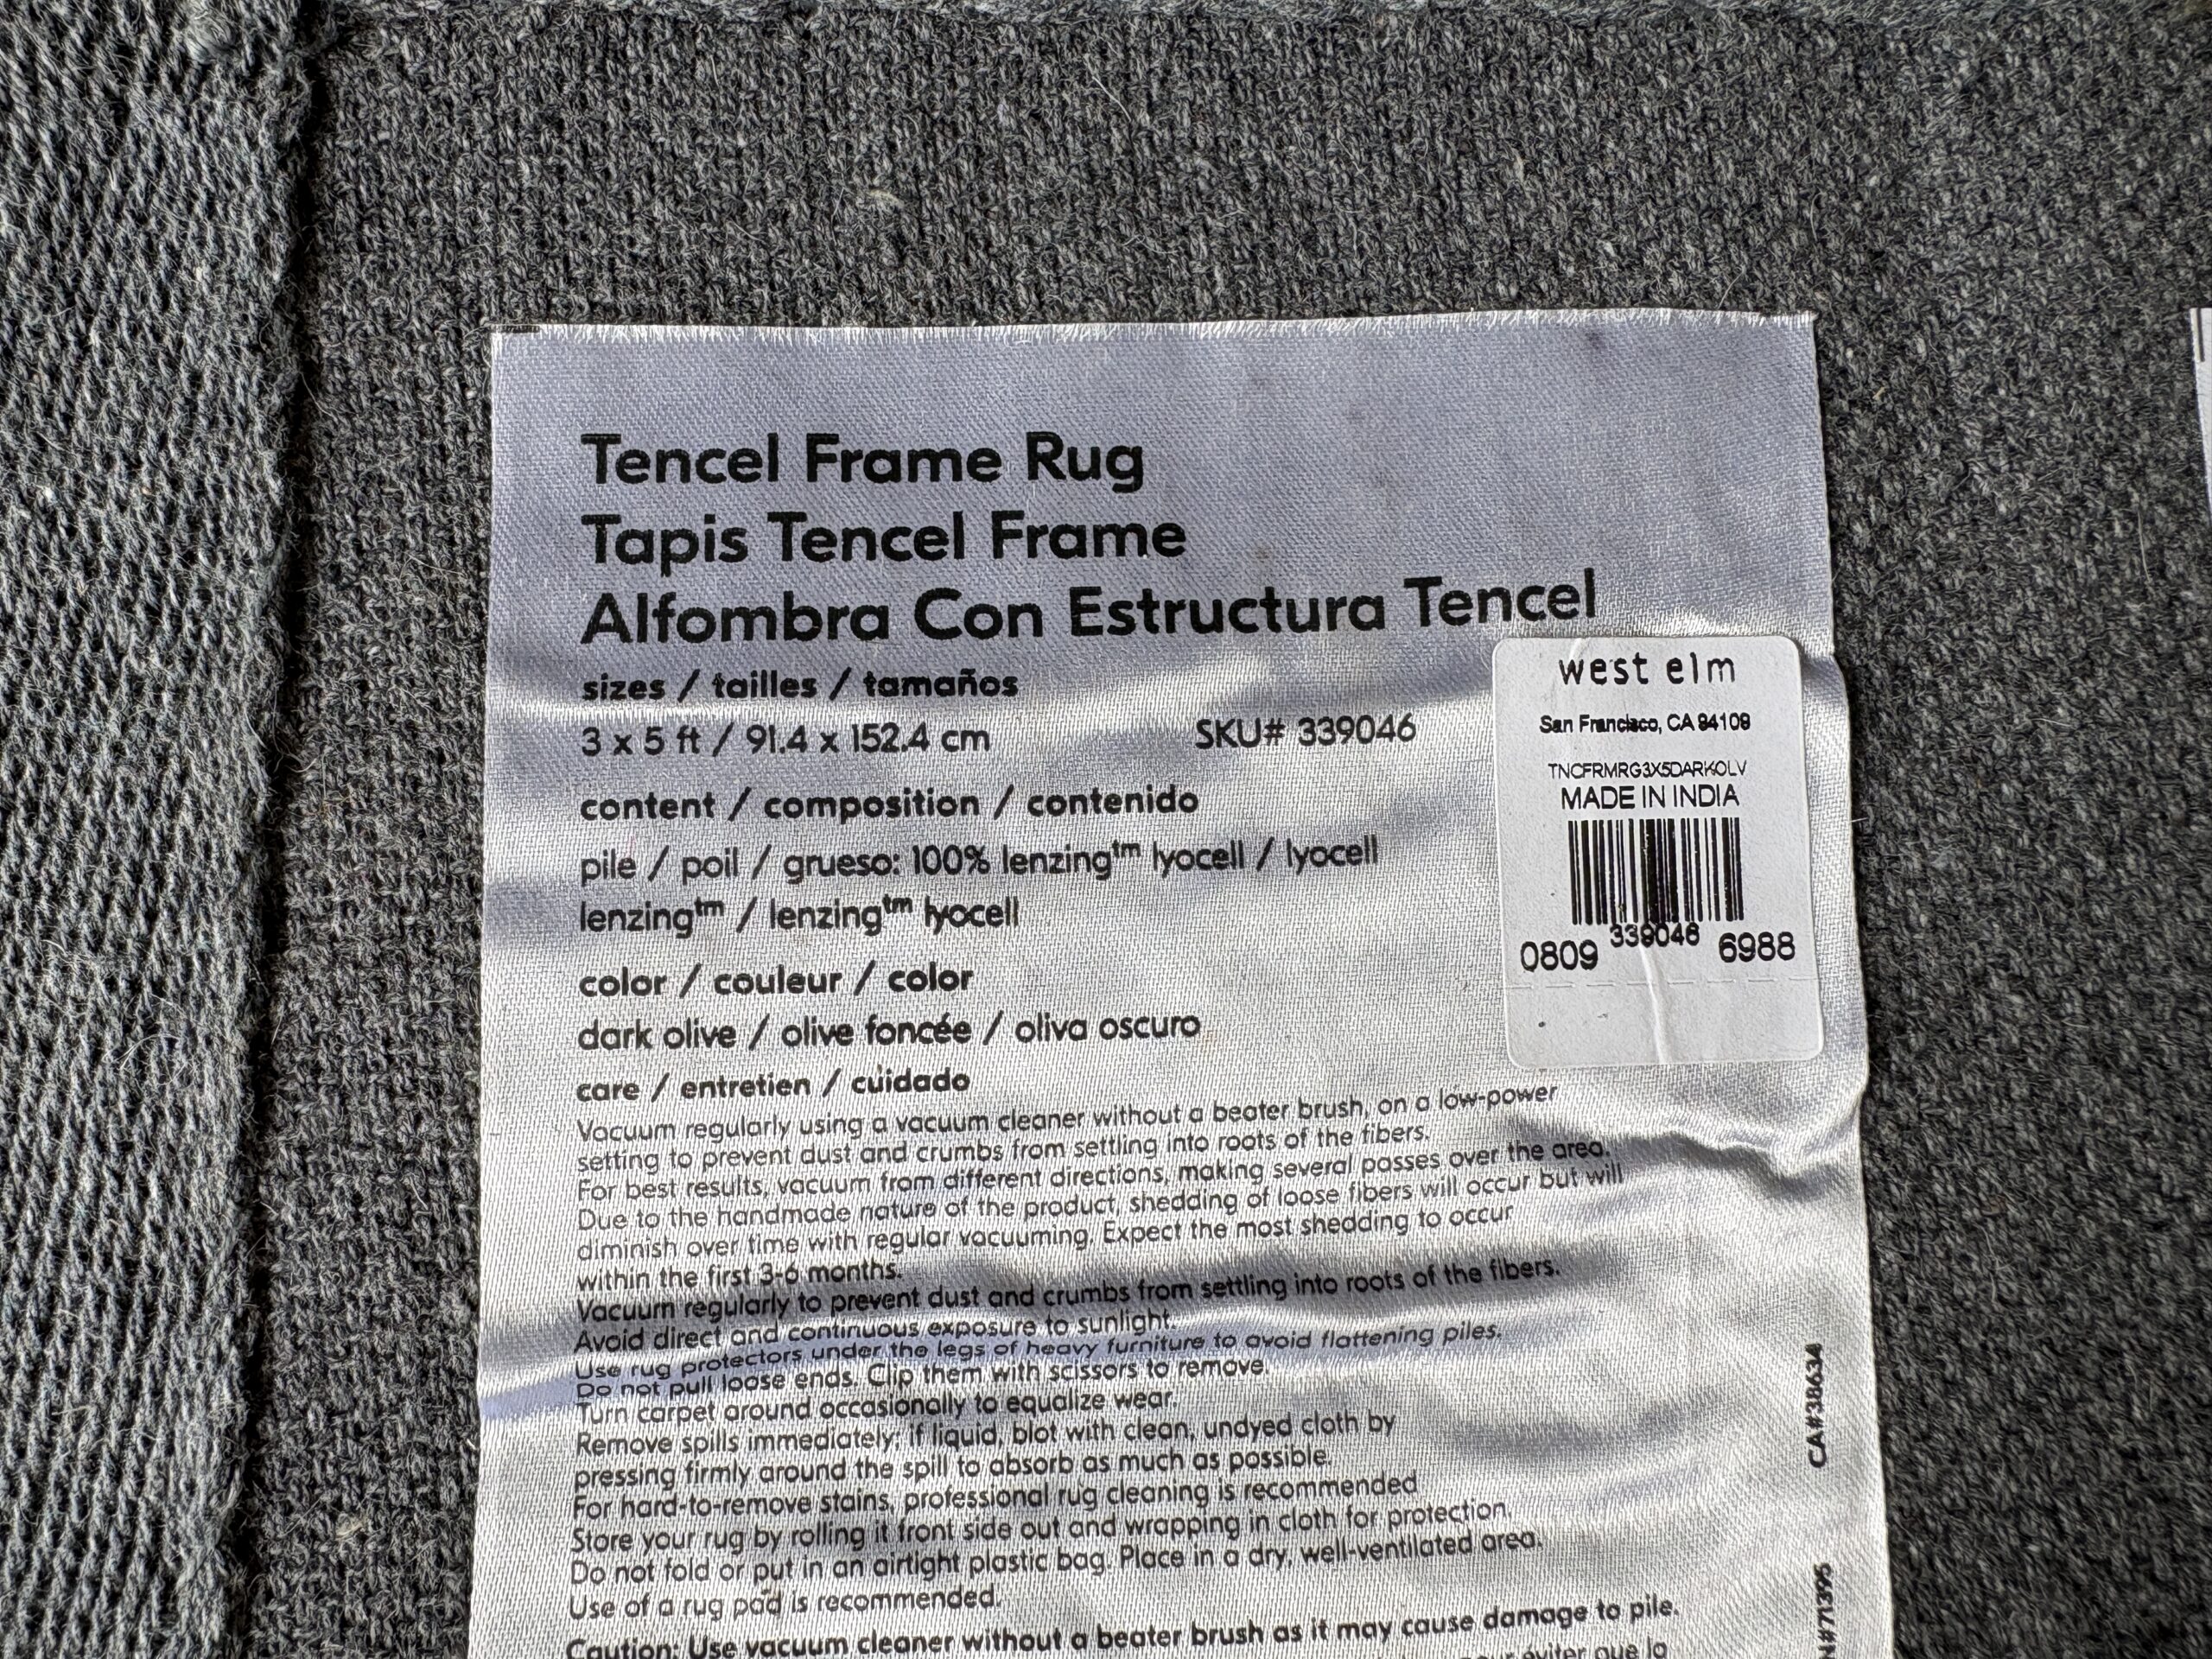 Tencel Frame Rug
Tapis Tencel Frame
Alfombra Con Estructura Tencel
sizes / tailles / tamaños
3 x 5 ft / 91.4 x 152.4 cm SKU# 339046
content / composition / contenido
pile / poil / grueso: 100% lenzing™ lyocell / lyocell
lenzing™ / lenzing™ lyocell
color / couleur / color
dark olive / olive foncée / oliva oscuro
care / entretien / cuidado
Vacuum regularly using a vacuum cleaner without a beater brush, on a low-power
setting to prevent dust and crumbs from settling into roots of the fibers.
For best results, vacuum from different directions, making several passes over the area.
Due to the handmade nature of the product, shedding of loose fibers will occur but will
diminish over time with regular vacuuming. Expect the most shedding to occur
within the first 3-6 months.
Vacuum regularly to prevent dust and crumbs from settling into roots of the fibers.
Avoid direct and continuous exposure to sunlight.
Use rug protectors under the legs of heavy furniture to avoid flattening piles.
Do not pull loose ends. Clip them with scissors to remove.
Turn carpet around occasionally to equalize wear.
Remove spills immediately; if liquid, blot with clean, undyed cloth by
pressing firmly around the spill to absorb as much as possible.
For hard-to-remove stains, professional rug cleaning is recommended
Store your rug by rolling it front side out and wrapping in cloth for protection.
Do not fold or put in an airtight plastic bag. Place in a dry, well-ventilated area.
Use of a rug pad is recommended.
Caution: Use vacuum cleaner without a beater brush as it may cause damage to pile.
éviter que la
west elm
San Francisco, CA 94109
TNCFRMRG3X5DARKOLV
MADE IN INDIA
339046
0809 6988
CA#38634
N#71395